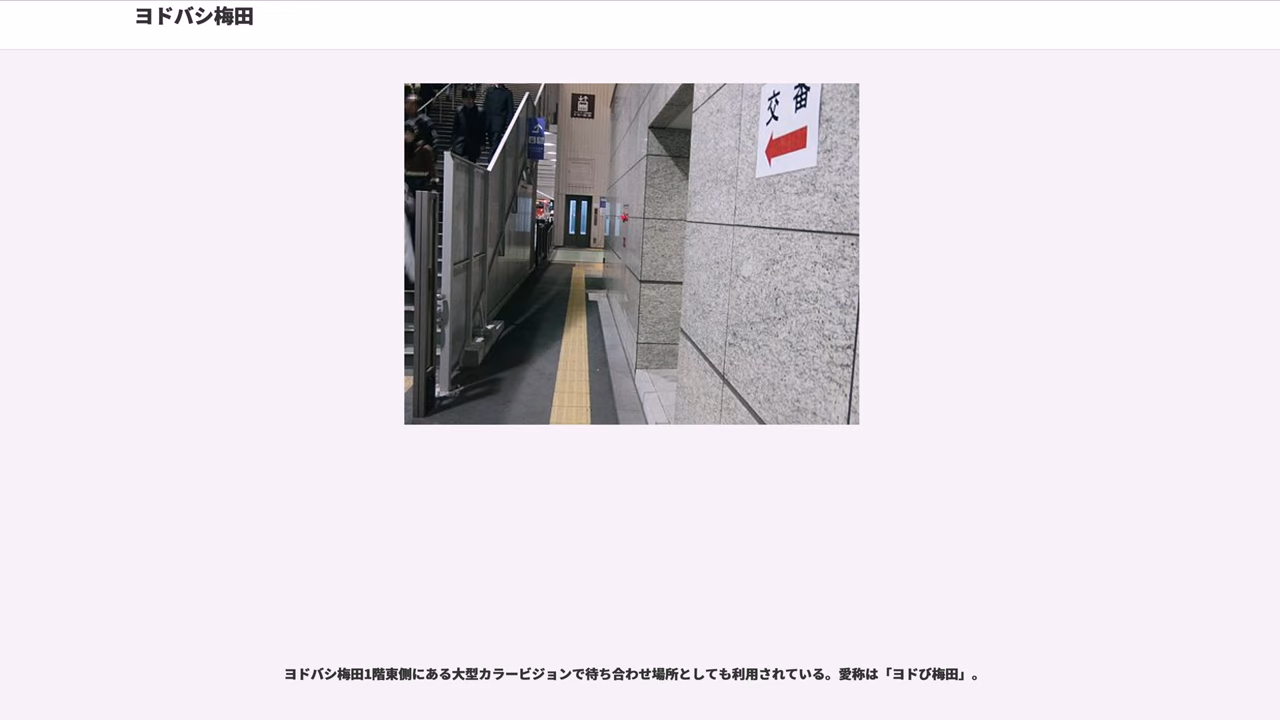 ヨドバシ梅田
交番
ヨドバシ梅田1階東側にある大型カラービジョンで待ち合わせ場所としても利用されている。愛称は「ヨドび梅田」。